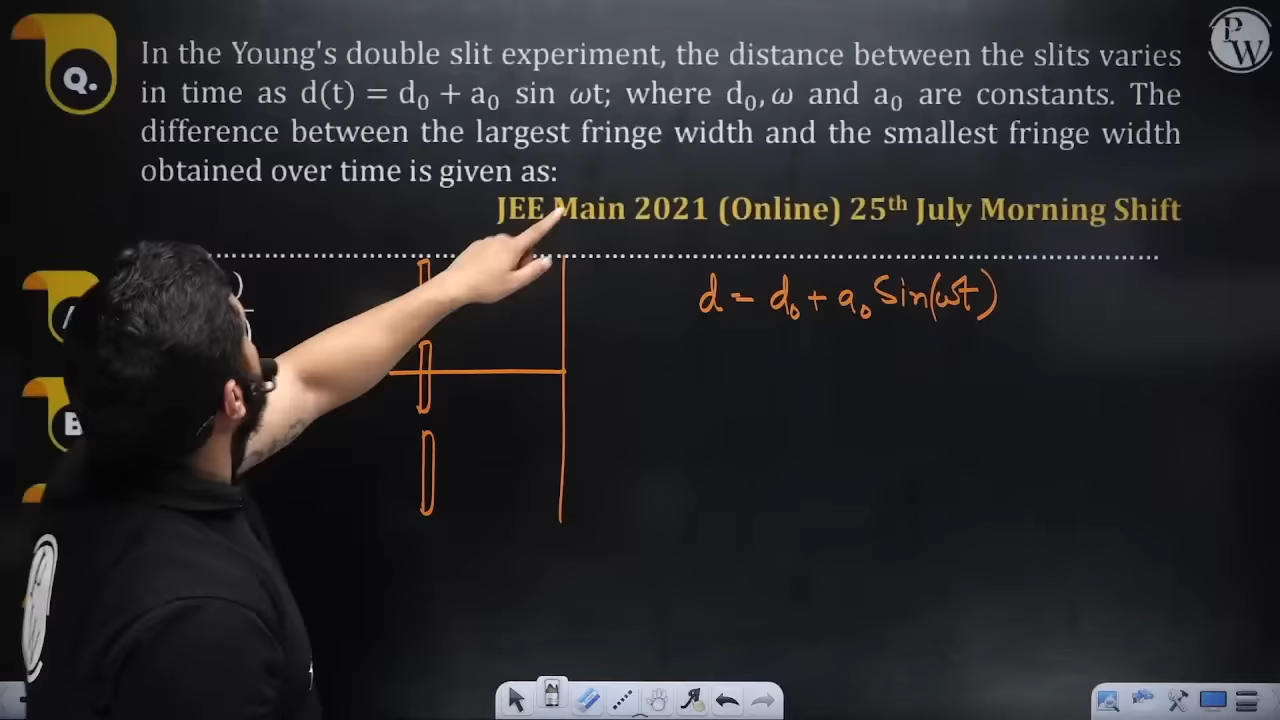 Q.
In the Young's double slit experiment, the distance between the slits varies
in time as d(t) = d₀ + a₀ sin ωt; where d₀, ω and a₀ are constants. The
difference between the largest fringe width and the smallest fringe width
obtained over time is given as:
JEE Main 2021 (Online) 25th July Morning Shift
d = d₀ + a₀ Sin(ωt)
B
PW